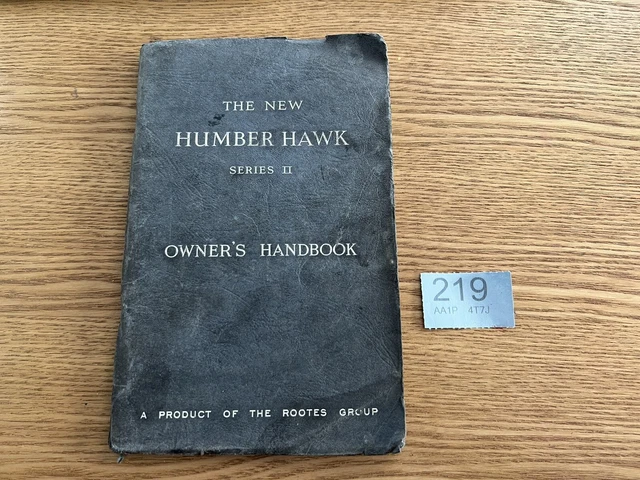 THE NEW
HUMBER HAWK
SERIES II
OWNER'S HANDBOOK
A PRODUCT OF THE ROOTES GROUP
219
AA1P 4T7J